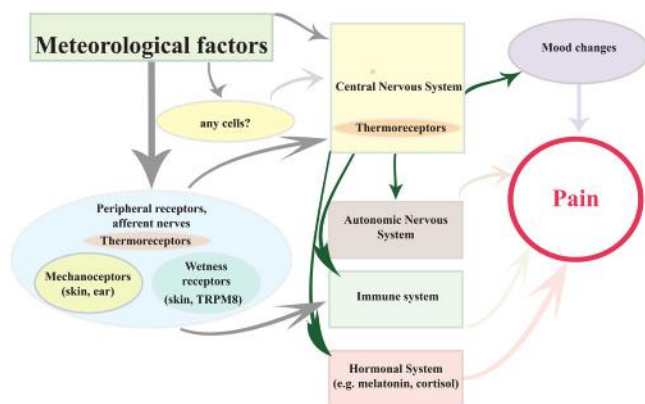 Meteorological factors
any cells?
Central Nervous System
Thermoreceptors
Mood changes
Pain
Peripheral receptors,
afferent nerves
Thermoreceptors
Mechanoceptors
(skin, ear)
Wetness
receptors
(skin, TRPM8)
Autonomic Nervous
System
Immune system
Hormonal System
(e.g. melatonin, cortisol)